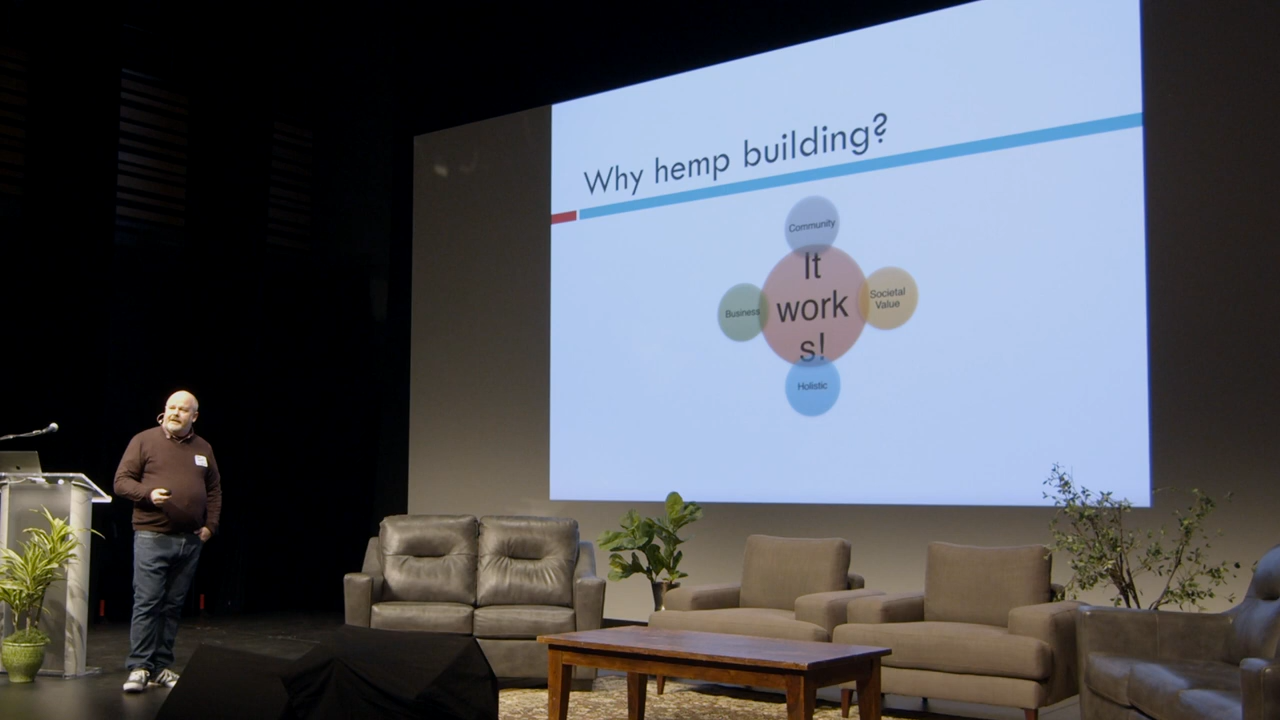 Why hemp building?
Community
It
work
s!
Business
Societal
Value
Holistic